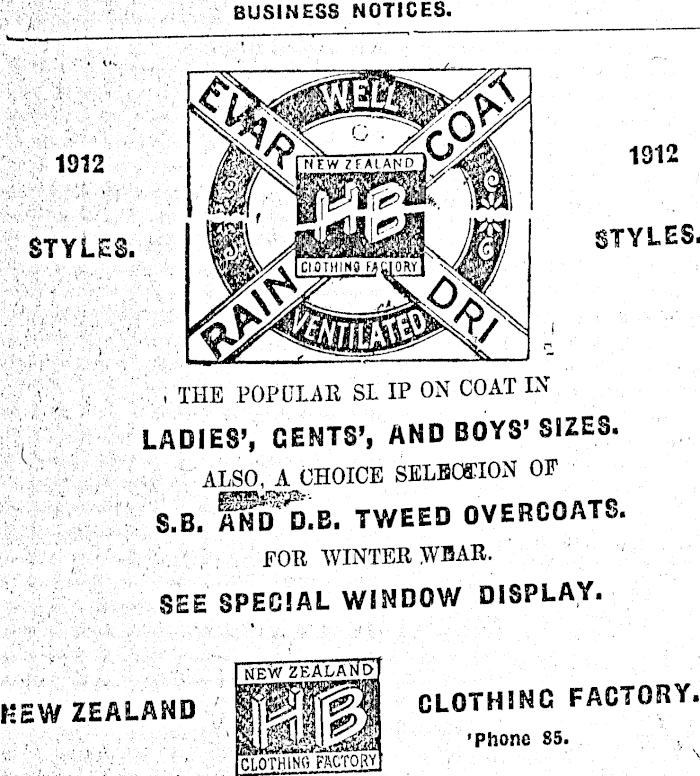 BUSINESS NOTICES.
1912
STYLES.
EVAR
WELL
COAT
NEW ZEALAND
HB
CLOTHING FACTORY
RAIN
VENTILATED
DRI
1912
STYLES.
THE POPULAR SL IP ON COAT IN
LADIES', GENTS', AND BOYS' SIZES.
ALSO, A CHOICE SELECTION OF
S.B. AND D.B. TWEED OVERCOATS.
FOR WINTER WEAR.
SEE SPECIAL WINDOW DISPLAY.
NEW ZEALAND
NEW ZEALAND
HB
CLOTHING FACTORY
CLOTHING FACTORY.
'Phone 85.